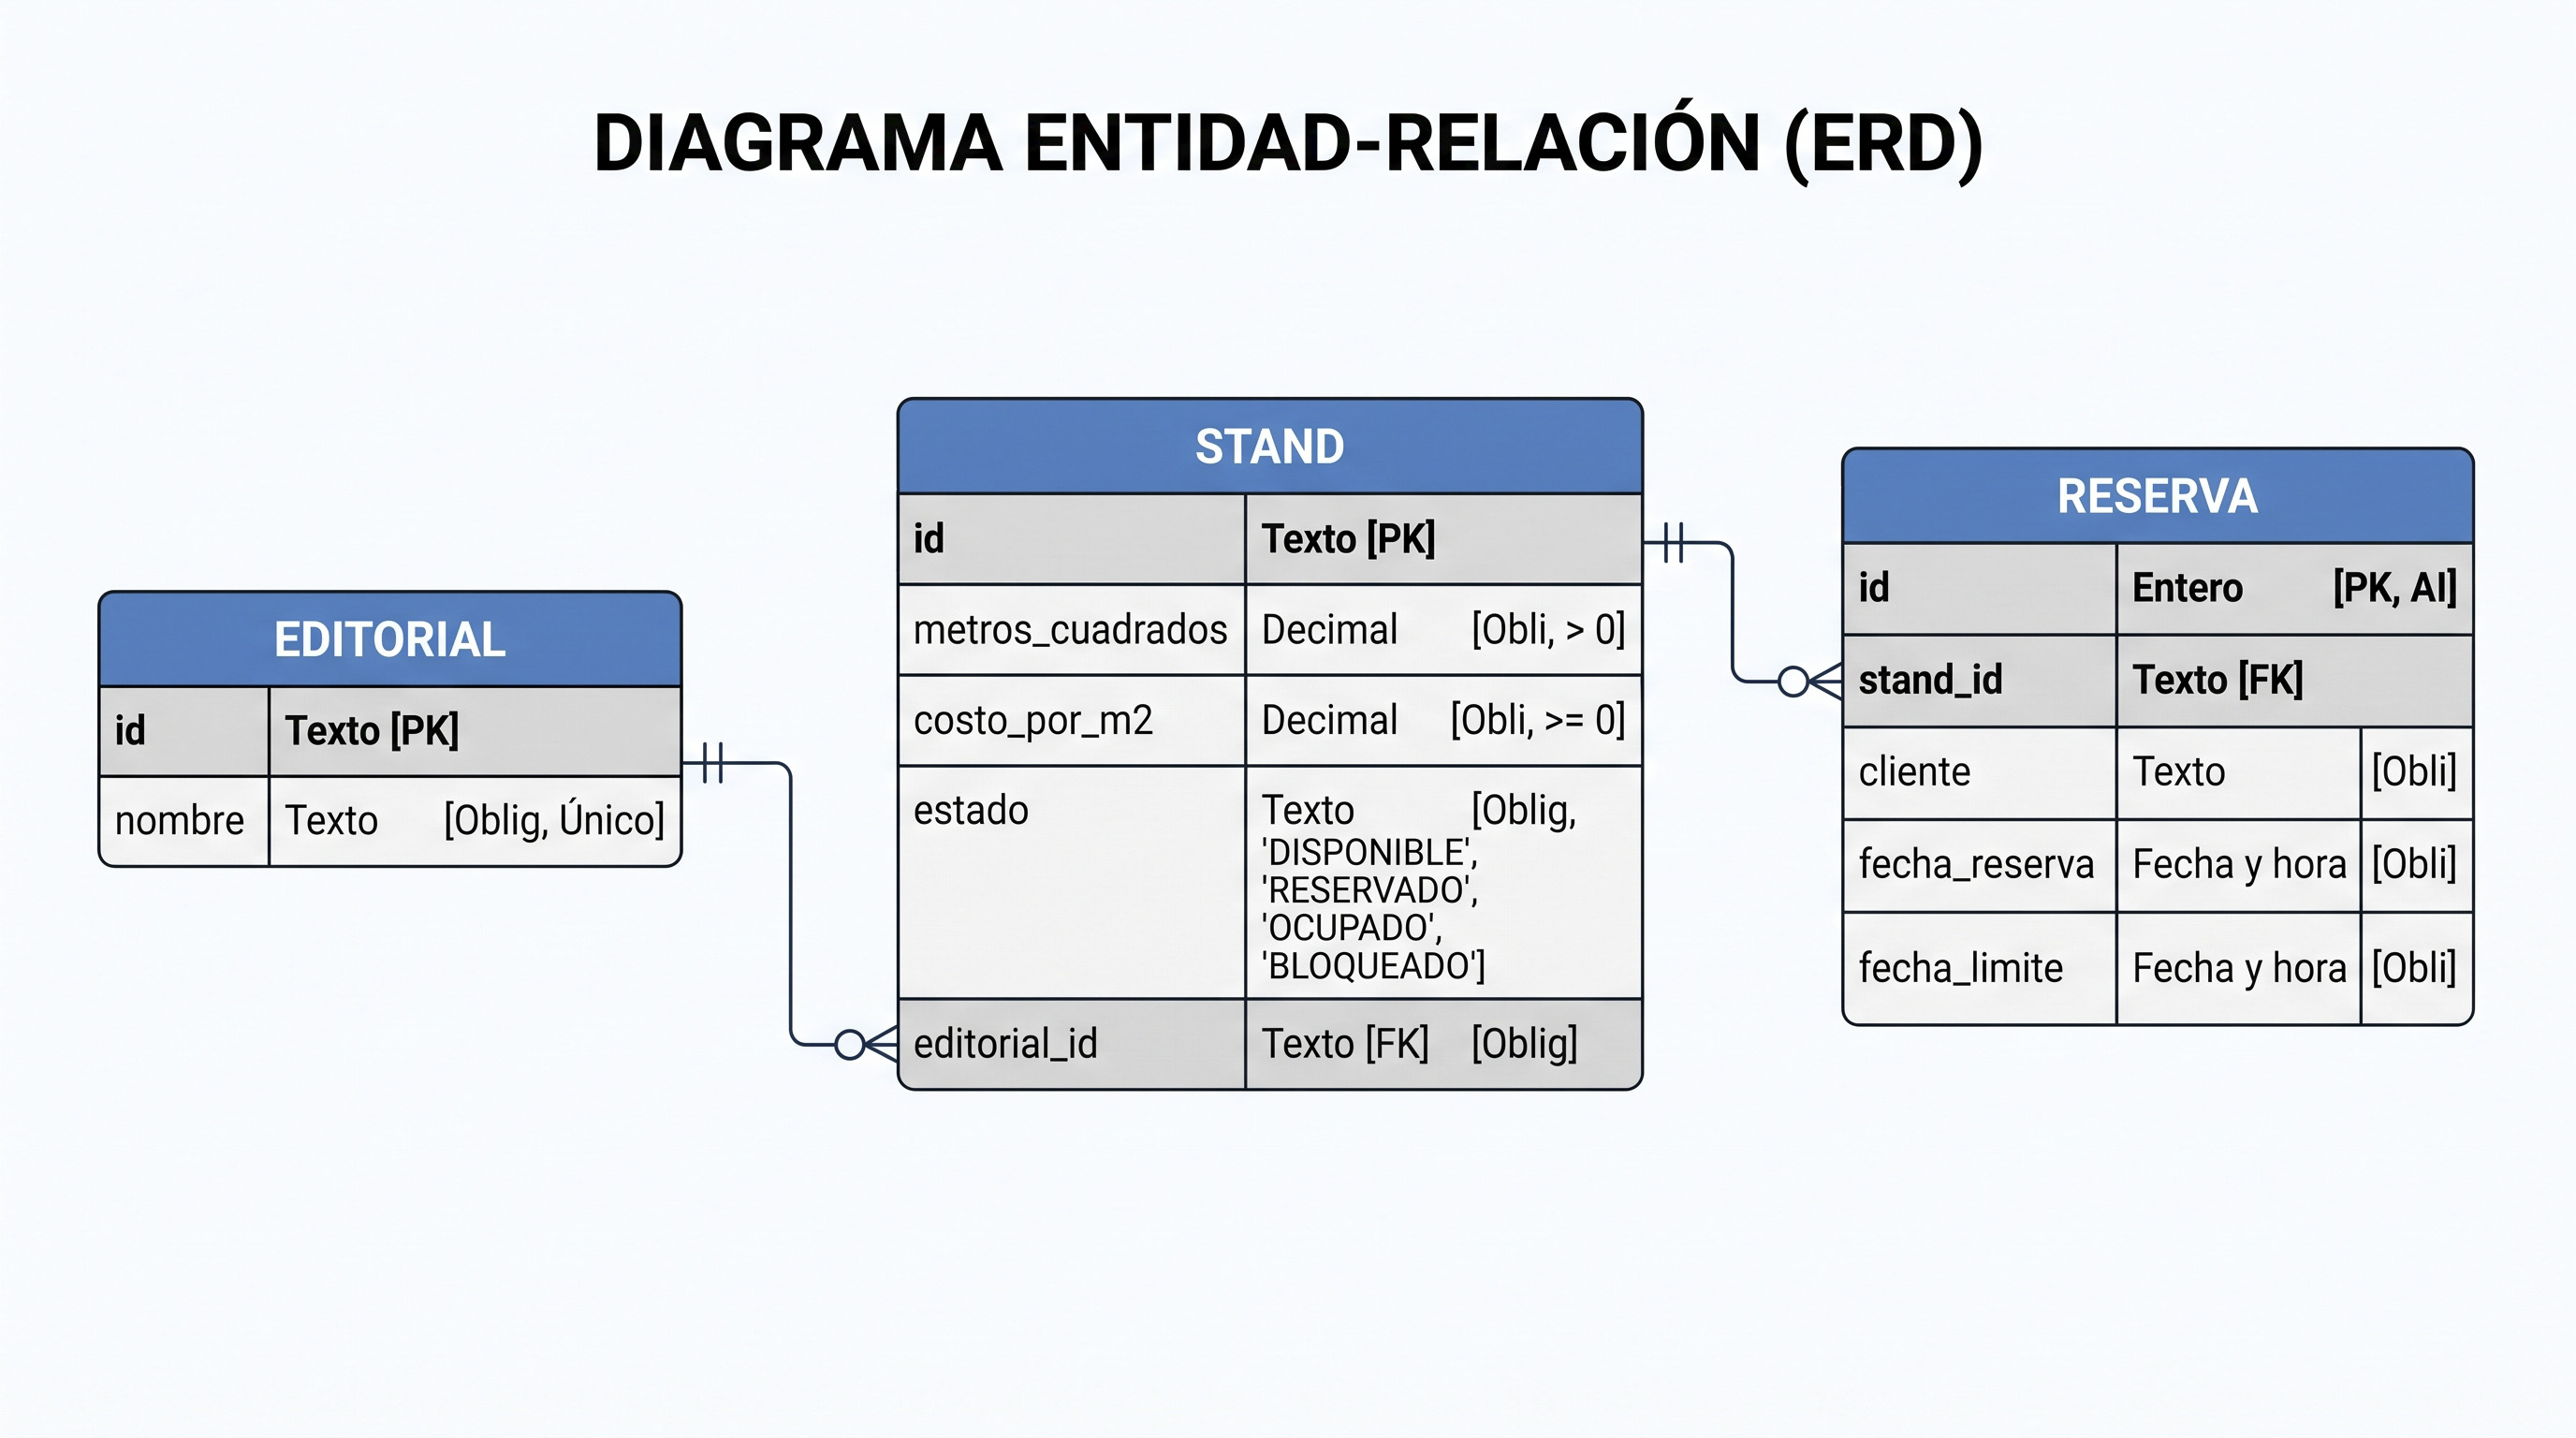 DIAGRAMA ENTIDAD-RELACIÓN (ERD)
EDITORIAL
id Texto [PK]
nombre Texto [Oblig, Único]
STAND
id Texto [PK]
metros_cuadrados Decimal [Obli, > 0]
costo_por_m2 Decimal [Obli, >= 0]
estado Texto [Oblig,
'DISPONIBLE',
'RESERVADO',
'OCUPADO',
'BLOQUEADO']
editorial_id Texto [FK] [Oblig]
RESERVA
id Entero [PK, AI]
stand_id Texto [FK]
cliente Texto [Obli]
fecha_reserva Fecha y hora [Obli]
fecha_limite Fecha y hora [Obli]